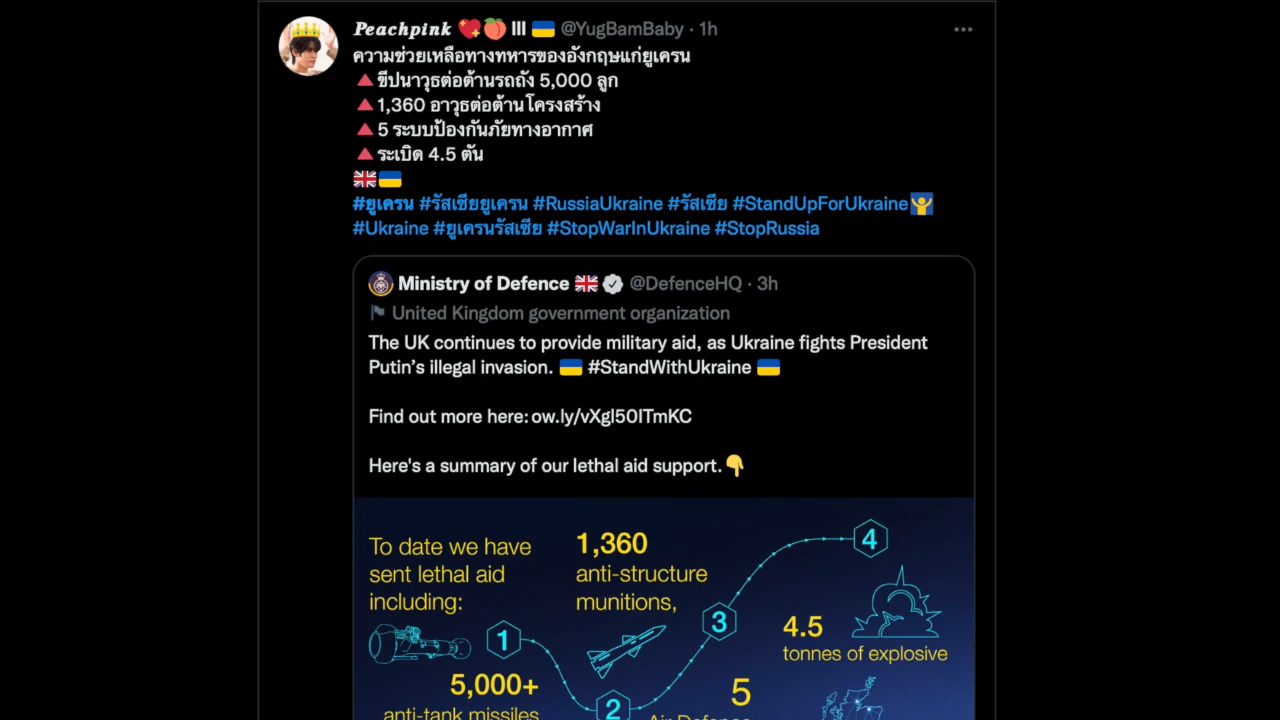 Peachpink 💖🍑 III 🇺🇦 @YugBamBaby · 1h
ความช่วยเหลือทางทหารของอังกฤษแก่ยูเครน
🔺ขีปนาวุธต่อต้านรถถัง 5,000 ลูก
🔺1,360 อาวุธต่อต้านโครงสร้าง
🔺5 ระบบป้องกันภัยทางอากาศ
🔺ระเบิด 4.5 ตัน
🇬🇧🇺🇦
#ยูเครน #รัสเซียยูเครน #RussiaUkraine #รัสเซีย #StandUpForUkraine
#Ukraine #ยูเครนรัสเซีย #StopWarInUkraine #StopRussia
Ministry of Defence 🇬🇧 @DefenceHQ · 3h
United Kingdom government organization
The UK continues to provide military aid, as Ukraine fights President
Putin’s illegal invasion. 🇺🇦 #StandWithUkraine 🇺🇦
Find out more here: ow.ly/vXgl50ITmKC
Here's a summary of our lethal aid support.👇
To date we have
sent lethal aid
including:
1
5,000+
anti-tank missiles
1,360
anti-structure
munitions,
2
3
5
Air Defence
4
4.5
tonnes of explosive